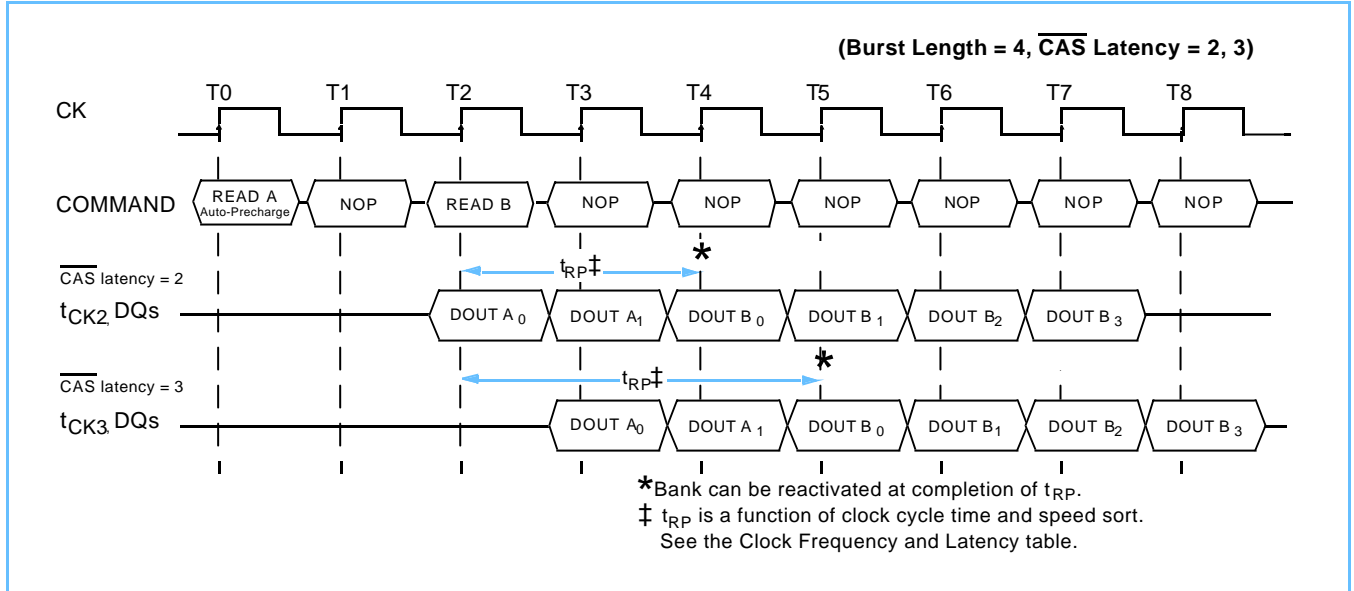 (Burst Length = 4, CAS Latency = 2, 3)
T0 T1 T2 T3 T4 T5 T6 T7 T8
CK
COMMAND
READ A Auto-Precharge NOP READ B NOP NOP NOP NOP NOP NOP
*
tRP‡
CAS latency = 2
tCK2, DQs
DOUT A0 DOUT A1 DOUT B0 DOUT B1 DOUT B2 DOUT B3
*
tRP‡
CAS latency = 3
tCK3, DQs
DOUT A0 DOUT A1 DOUT B0 DOUT B1 DOUT B2 DOUT B3
*Bank can be reactivated at completion of tRP.
‡ tRP is a function of clock cycle time and speed sort.
See the Clock Frequency and Latency table.